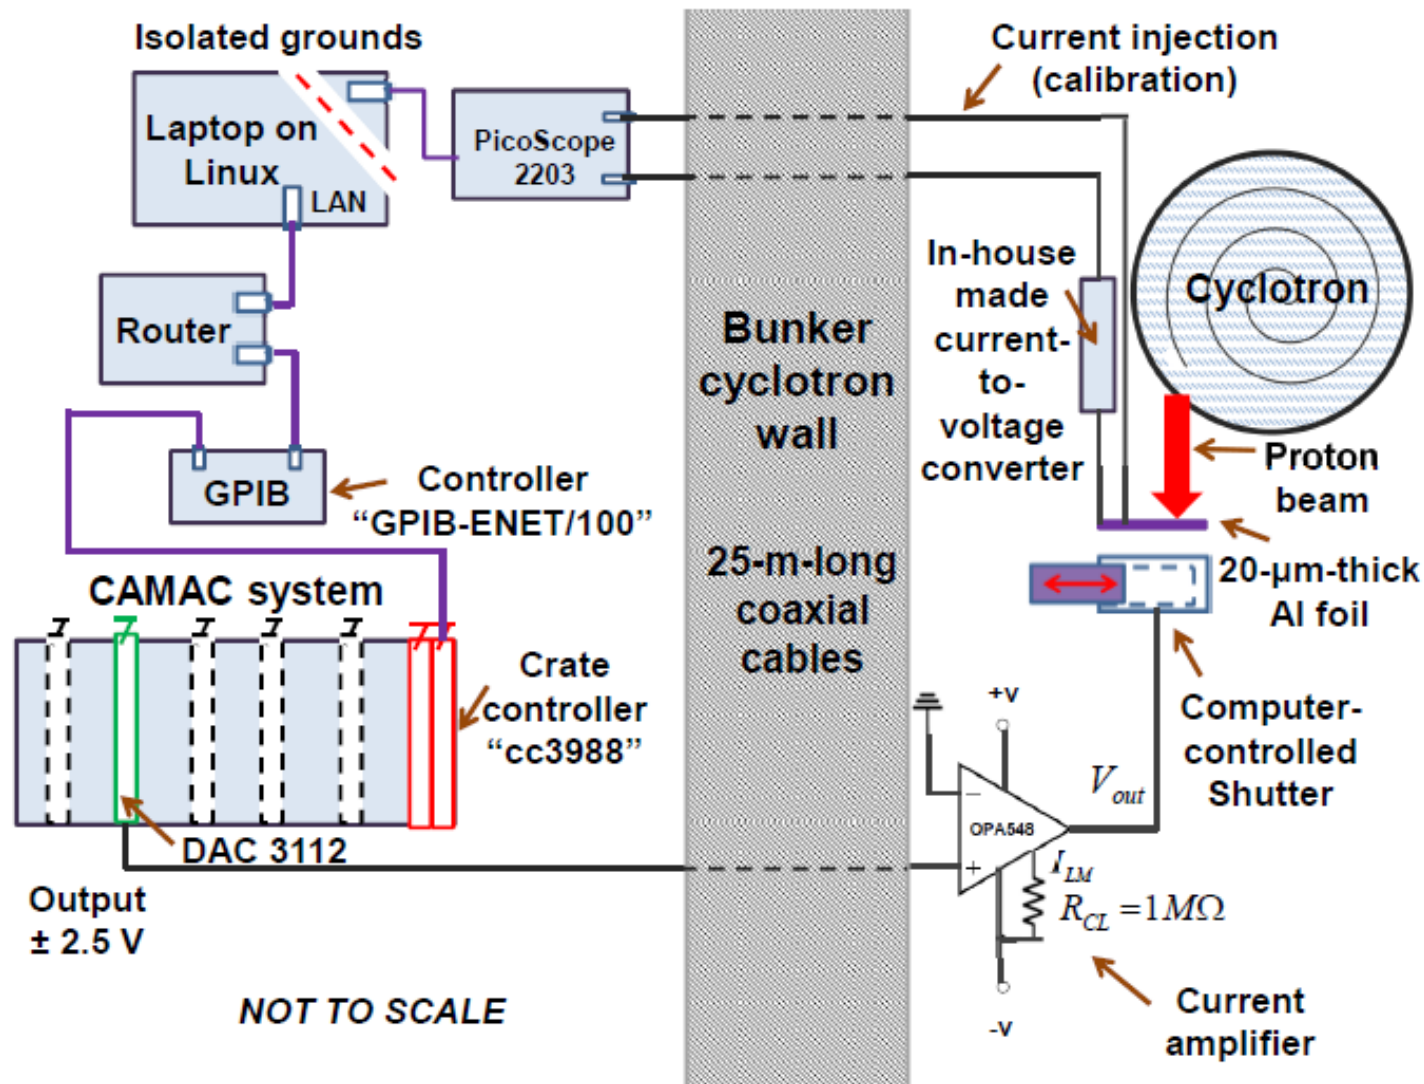 Isolated grounds
Laptop on
Linux
LAN
PicoScope
2203
Router
GPIB
Controller
“GPIB-ENET/100”
CAMAC system
Crate
controller
“cc3988”
DAC 3112
Output
± 2.5 V
NOT TO SCALE
Bunker
cyclotron
wall
25-m-long
coaxial
cables
Current injection
(calibration)
In-house
made
current-
to-
voltage
converter
Cyclotron
Proton
beam
20-µm-thick
Al foil
Computer-
controlled
Shutter
+V
−
OPA548
+
V_out
I_LM
R_CL = 1MΩ
-V
Current
amplifier